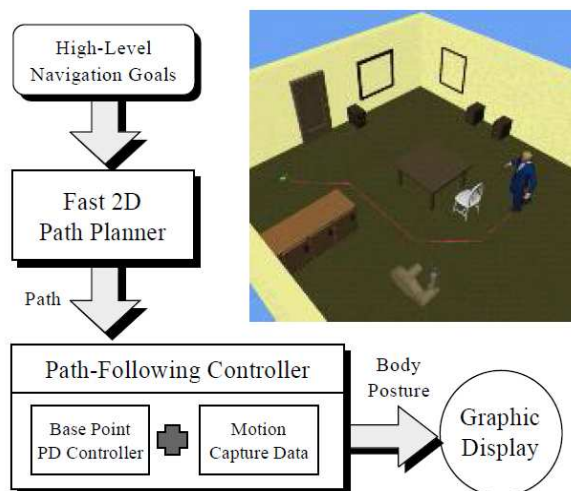 High-Level
Navigation Goals
Fast 2D
Path Planner
Path
Path-Following Controller
Base Point
PD Controller
Motion
Capture Data
Body
Posture
Graphic
Display